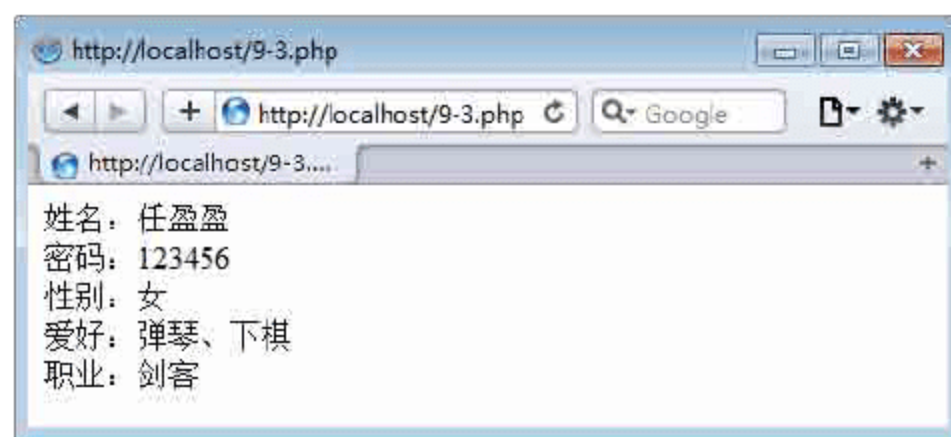 http://localhost/9-3.php
http://localhost/9-3.php
Google
http://localhost/9-3....
姓名：任盈盈
密码：123456
性别：女
爱好：弹琴、下棋
职业：剑客